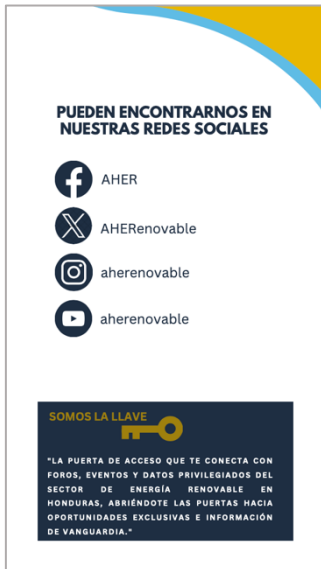 PUEDEN ENCONTRARNOS EN
NUESTRAS REDES SOCIALES
AHER
AHERenovable
aherenovable
aherenovable
SOMOS LA LLAVE
"LA PUERTA DE ACCESO QUE TE CONECTA CON
FOROS, EVENTOS Y DATOS PRIVILEGIADOS DEL
SECTOR DE ENERGÍA RENOVABLE EN
HONDURAS, ABRIÉNDOTE LAS PUERTAS HACIA
OPORTUNIDADES EXCLUSIVAS E INFORMACIÓN
DE VANGUARDIA."